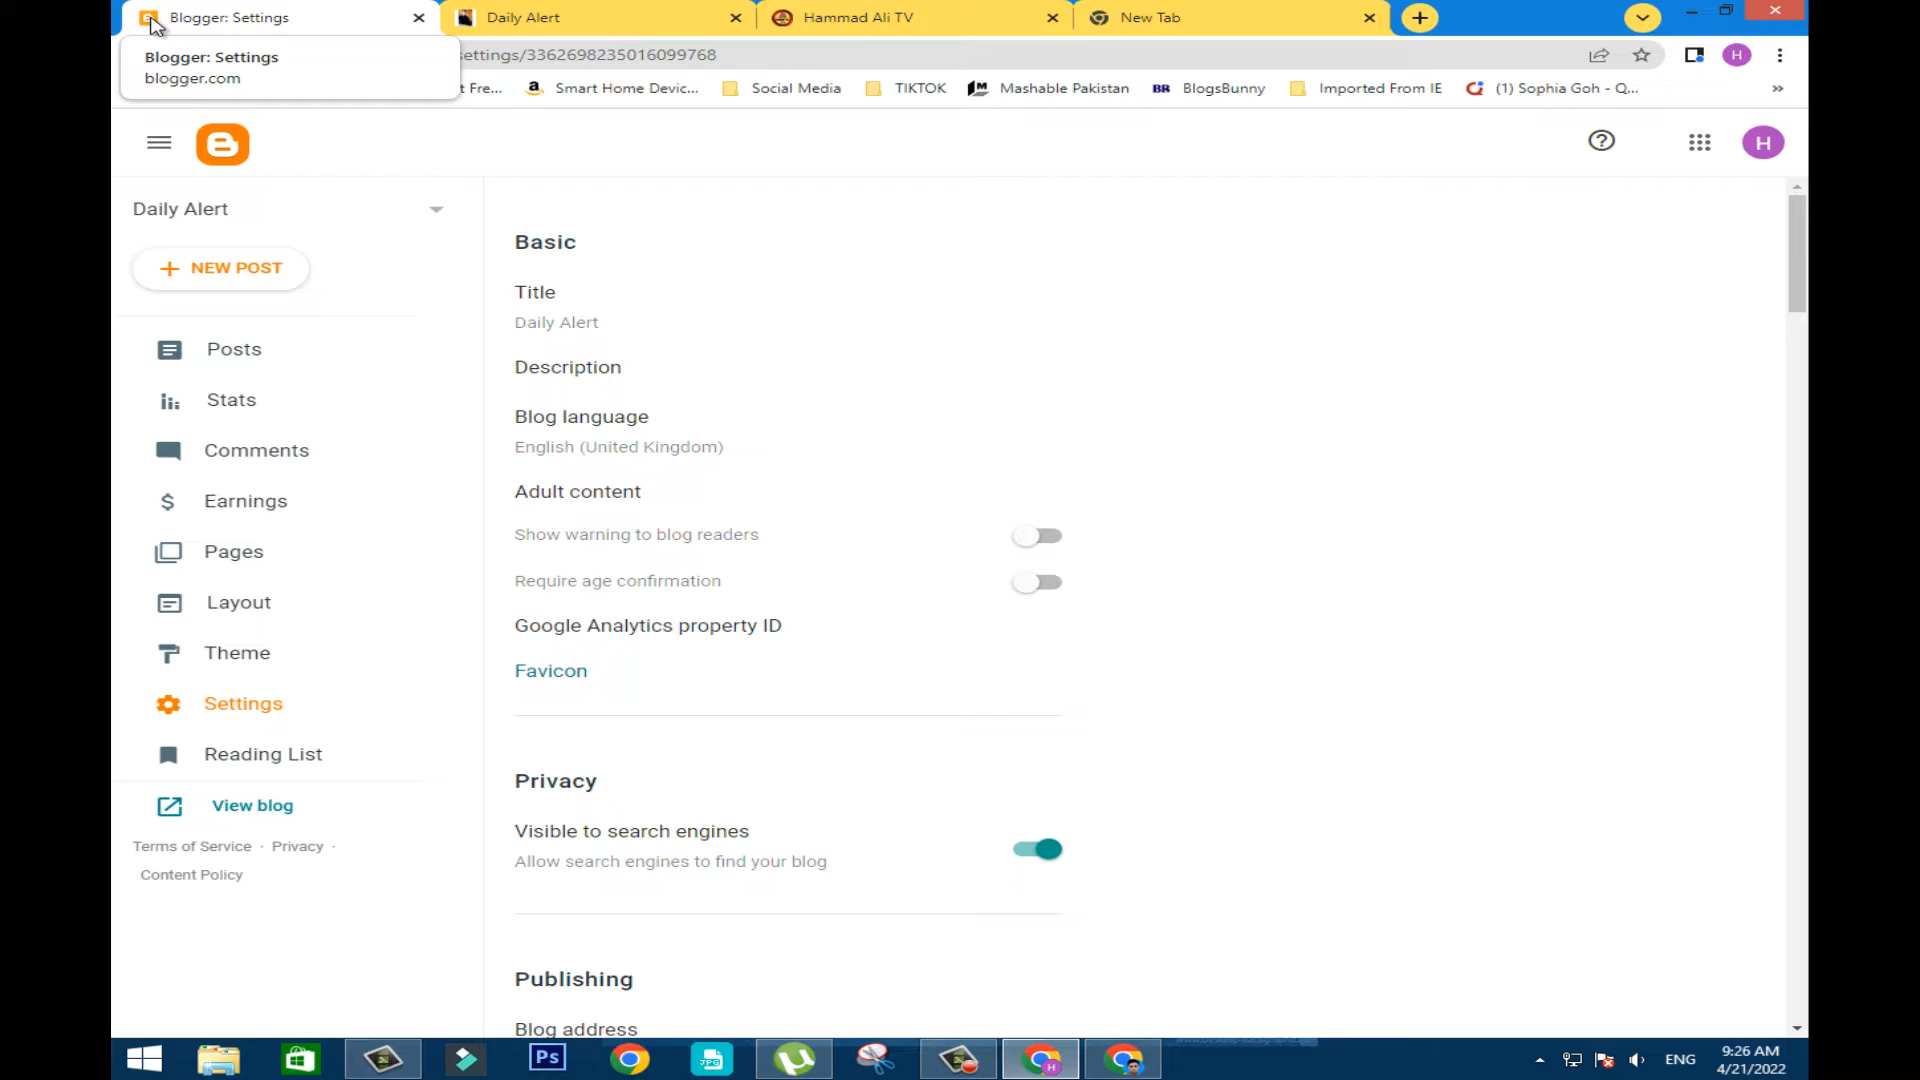 Blogger: Settings
Daily Alert
Hammad Ali TV
New Tab
Blogger: Settings
blogger.com
ettings/3362698235016099768
H
t Fre...
Smart Home Devic...
Social Media
TIKTOK
Mashable Pakistan
BR BlogsBunny
Imported From IE
(1) Sophia Goh - Q...
»
H
Daily Alert
NEW POST
Posts
Stats
Comments
Earnings
Pages
Layout
Theme
Settings
Reading List
View blog
Terms of Service · Privacy ·
Content Policy
Basic
Title
Daily Alert
Description
Blog language
English (United Kingdom)
Adult content
Show warning to blog readers
Require age confirmation
Google Analytics property ID
Favicon
Privacy
Visible to search engines
Allow search engines to find your blog
Publishing
Blog address
Ps
JPG
H
ENG
9:26 AM
4/21/2022